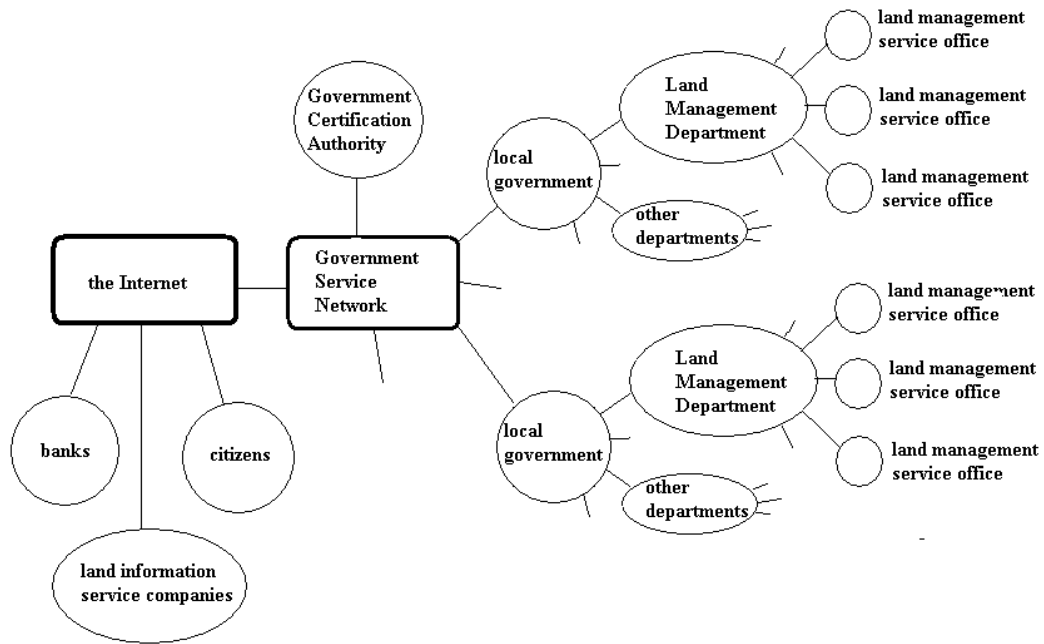 land management
service office
Land
Management
Department
land management
service office
land management
service office
Government
Certification
Authority
local
government
other
departments
the Internet
Government
Service
Network
land management
service office
Land
Management
Department
land management
service office
land management
service office
local
government
other
departments
banks
citizens
land information
service companies